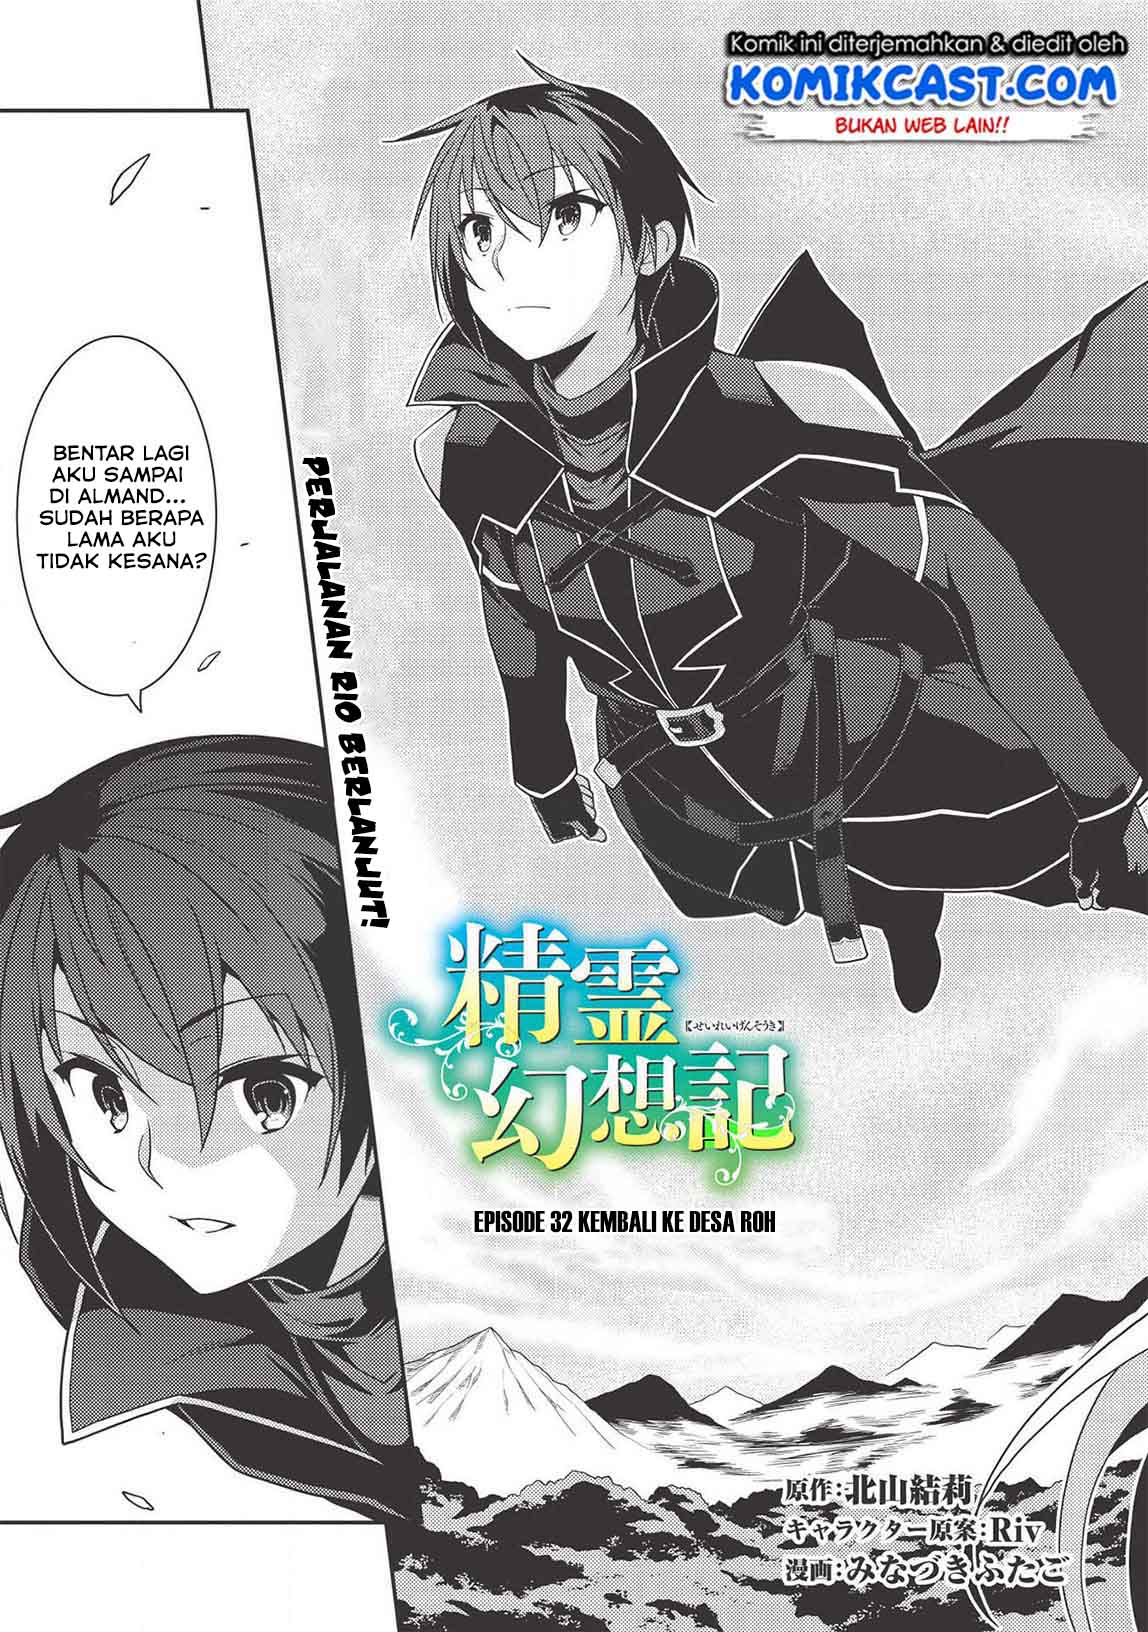 Komik ini diterjemahkan & diedit oleh
KOMIKCAST.COM
BUKAN WEB LAIN!!
BENTAR LAGI
AKU SAMPAI
DI ALMAND...
SUDAH BERAPA
LAMA AKU
TIDAK KESANA?
PERJALANAN RIO BERLANJUT!
精霊
【せいれいげんそうき】
幻想記
EPISODE 32 KEMBALI KE DESA ROH
原作:北山結莉
キャラクター原案:Riv
漫画:みなづきふたご